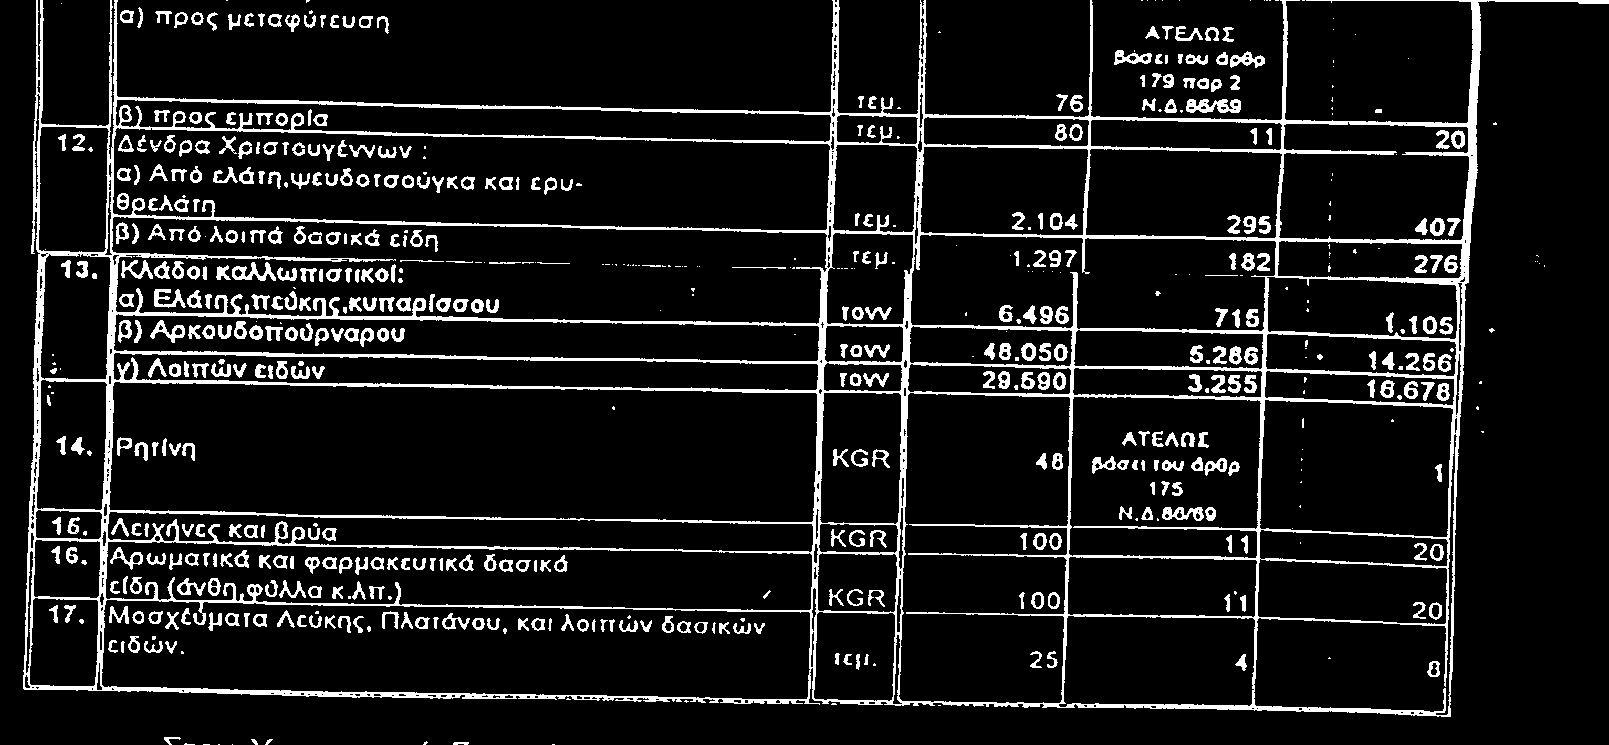 α) προς μεταφύτευση
ΑΤΕΛΩΣ
βάσει του άρθρ
179 παρ 2
Ν.Δ.86/69
τεμ. 76 -
β) προς εμπορία τεμ. 80 11 20
12. Δένδρα Χριστουγέννων :
α) Από ελάτη,ψευδοτσούγκα και ερυ-
θρελάτη τεμ. 2.104 295 407
β) Από λοιπά δασικά είδη τεμ. 1.297 182 276
13. Κλάδοι καλλωπιστικοί:
α) Ελάτης,πεύκης,κυπαρίσσου τονν 6.496 715 1.105
β) Αρκουδοπούρναρου τονν 48.050 5.286 14.256
γ) Λοιπών ειδών τονν 29.590 3.255 16.678
ΑΤΕΛΩΣ
14. Ρητίνη KGR 48 βάσει του άρθρ 1
175
Ν.Δ.86/69
15. Λειχήνες και βρύα KGR 100 11 20
16. Αρωματικά και φαρμακευτικά δασικά
είδη (άνθη,φύλλα κ.λπ.) KGR 100 11 20
17. Μοσχεύματα Λεύκης, Πλατάνου, και λοιπών δασικών
ειδών. τεμ. 25 4 8